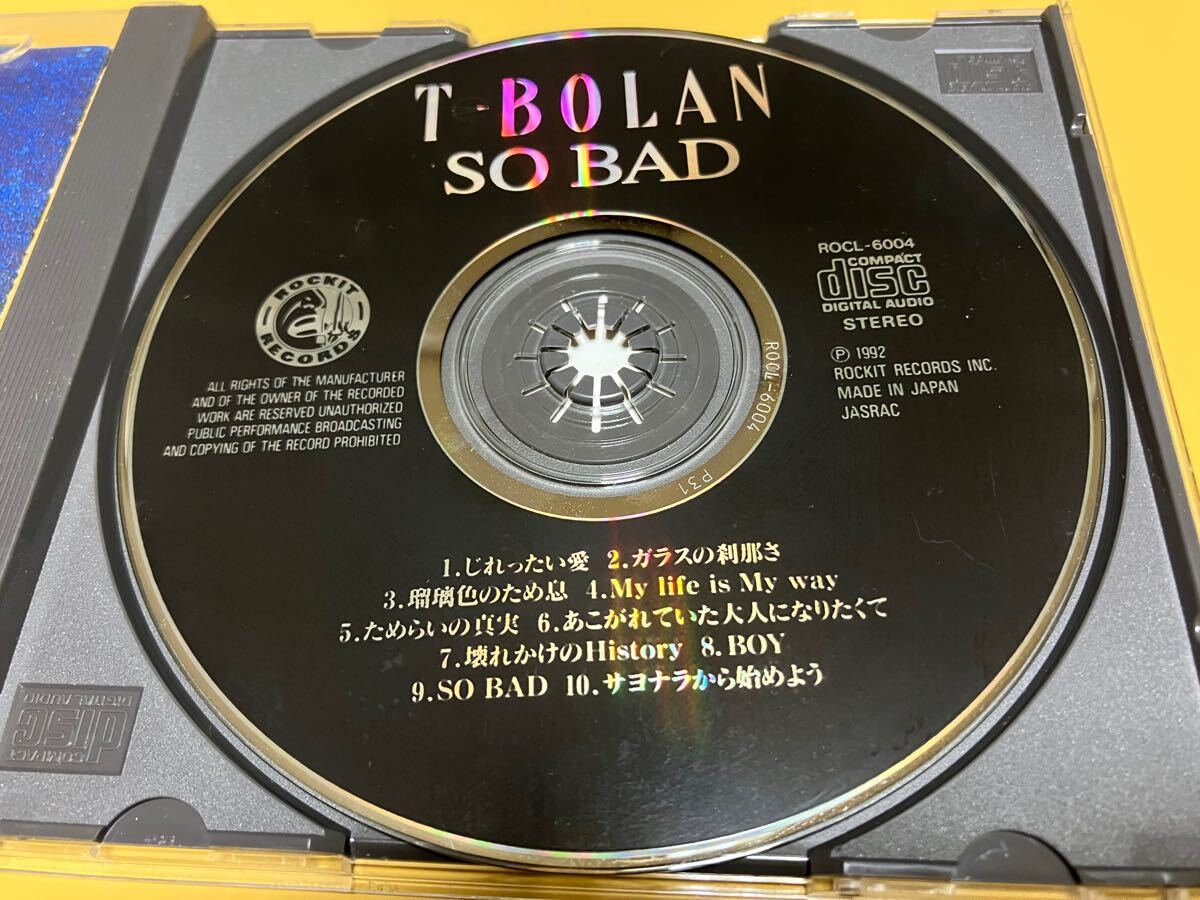 T-BOLAN
SO BAD
ROCKIT
RECORDS
ALL RIGHTS OF THE MANUFACTURER
AND OF THE OWNER OF THE RECORDED
WORK ARE RESERVED UNAUTHORIZED
PUBLIC PERFORMANCE BROADCASTING
AND COPYING OF THE RECORD PROHIBITED
ROCL-6004
COMPACT
disc
DIGITAL AUDIO
STEREO
Ⓟ 1992
ROCKIT RECORDS INC.
MADE IN JAPAN
JASRAC
ROCL-6004
P31
1.じれったい愛 2.ガラスの刹那さ
3.瑠璃色のため息 4.My life is My way
5.ためらいの真実 6.あこがれていた大人になりたくて
7.壊れかけのHistory 8.BOY
9.SO BAD 10.サヨナラから始めよう
COMPACT
disc
DIGITAL AUDIO
disc